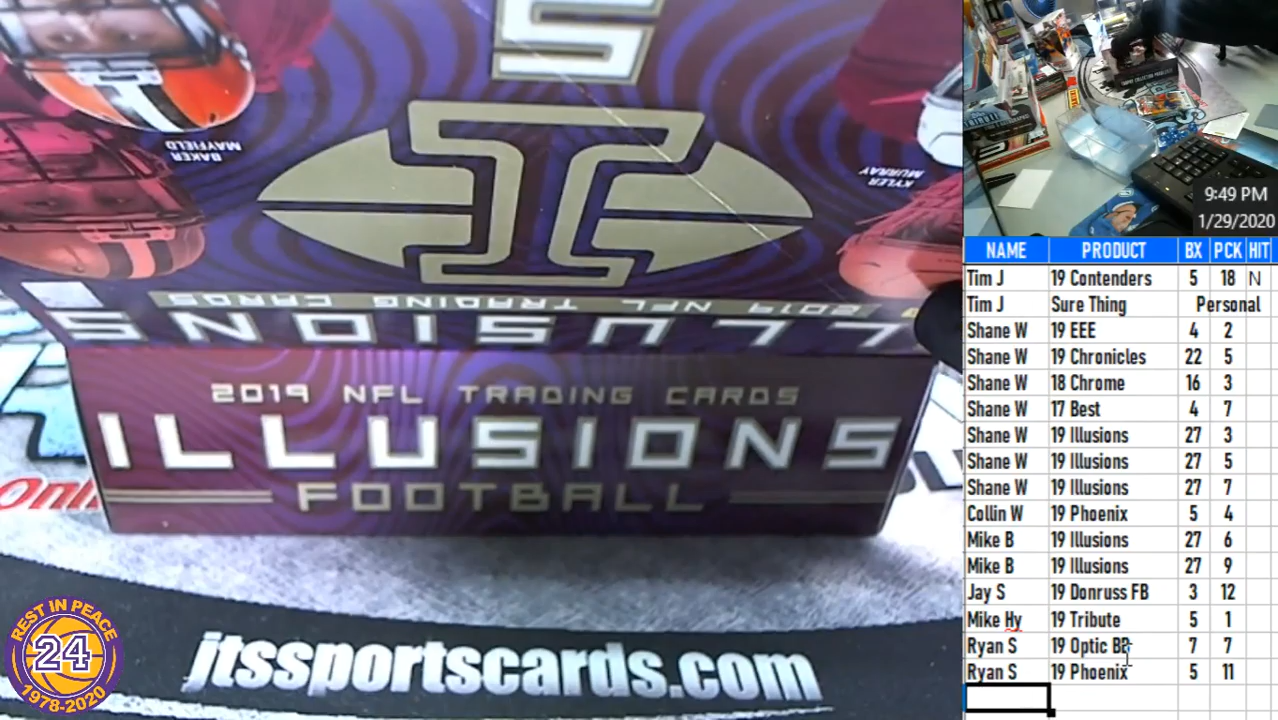 S
BAKER
MAYFIELD
KYLER
MURRAY
2019 NFL TRADING CARDS
ILLUSIONS
2019 NFL TRADING CARDS
ILLUSIONS
FOOTBALL
Onli
jtssportscards.com
REST IN PEACE
24
1978-2020
9:49 PM
1/29/2020
NAME PRODUCT BX PCK HIT
Tim J 19 Contenders 5 18 N
Tim J Sure Thing Personal
Shane W 19 EEE 4 2
Shane W 19 Chronicles 22 5
Shane W 18 Chrome 16 3
Shane W 17 Best 4 7
Shane W 19 Illusions 27 3
Shane W 19 Illusions 27 5
Shane W 19 Illusions 27 7
Collin W 19 Phoenix 5 4
Mike B 19 Illusions 27 6
Mike B 19 Illusions 27 9
Jay S 19 Donruss FB 3 12
Mike Hy 19 Tribute 5 1
Ryan S 19 Optic 7 7
Ryan S 19 Phoenix 5 11